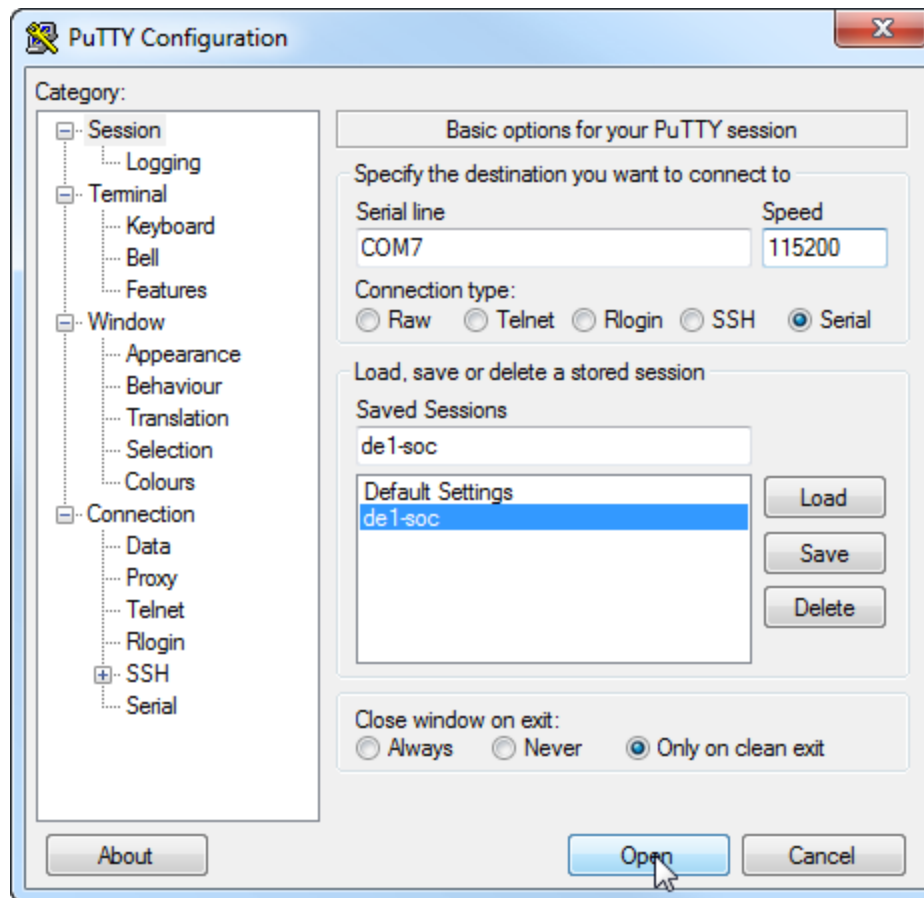 PuTTY Configuration
Category:
Session
Logging
Terminal
Keyboard
Bell
Features
Window
Appearance
Behaviour
Translation
Selection
Colours
Connection
Data
Proxy
Telnet
Rlogin
SSH
Serial
Basic options for your PuTTY session
Specify the destination you want to connect to
Serial line Speed
COM7 115200
Connection type:
Raw Telnet Rlogin SSH Serial
Load, save or delete a stored session
Saved Sessions
de1-soc
Default Settings
de1-soc
Load
Save
Delete
Close window on exit:
Always Never Only on clean exit
About Open Cancel